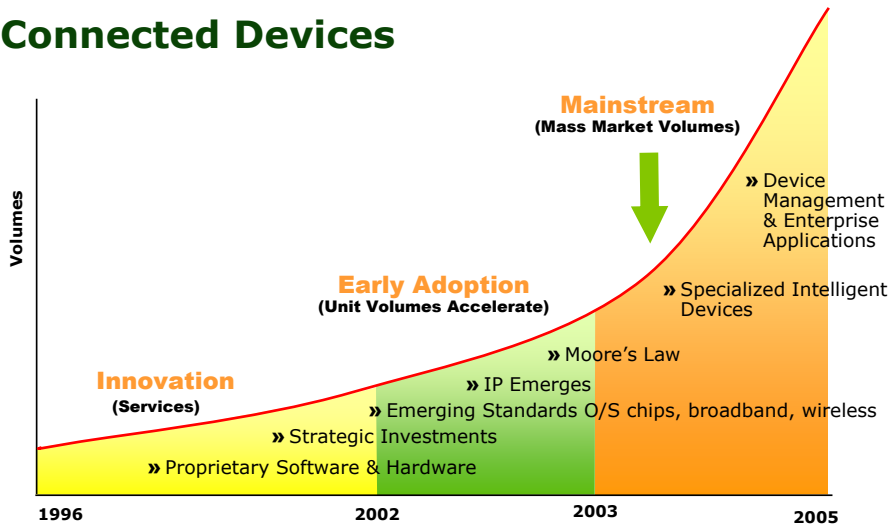 Connected Devices
Mainstream
(Mass Market Volumes)
» Device
Management
& Enterprise
Applications
Volumes
Early Adoption
(Unit Volumes Accelerate)
» Specialized Intelligent
Devices
» Moore's Law
Innovation
(Services)
» IP Emerges
» Emerging Standards O/S chips, broadband, wireless
» Strategic Investments
» Proprietary Software & Hardware
1996
2002
2003
2005